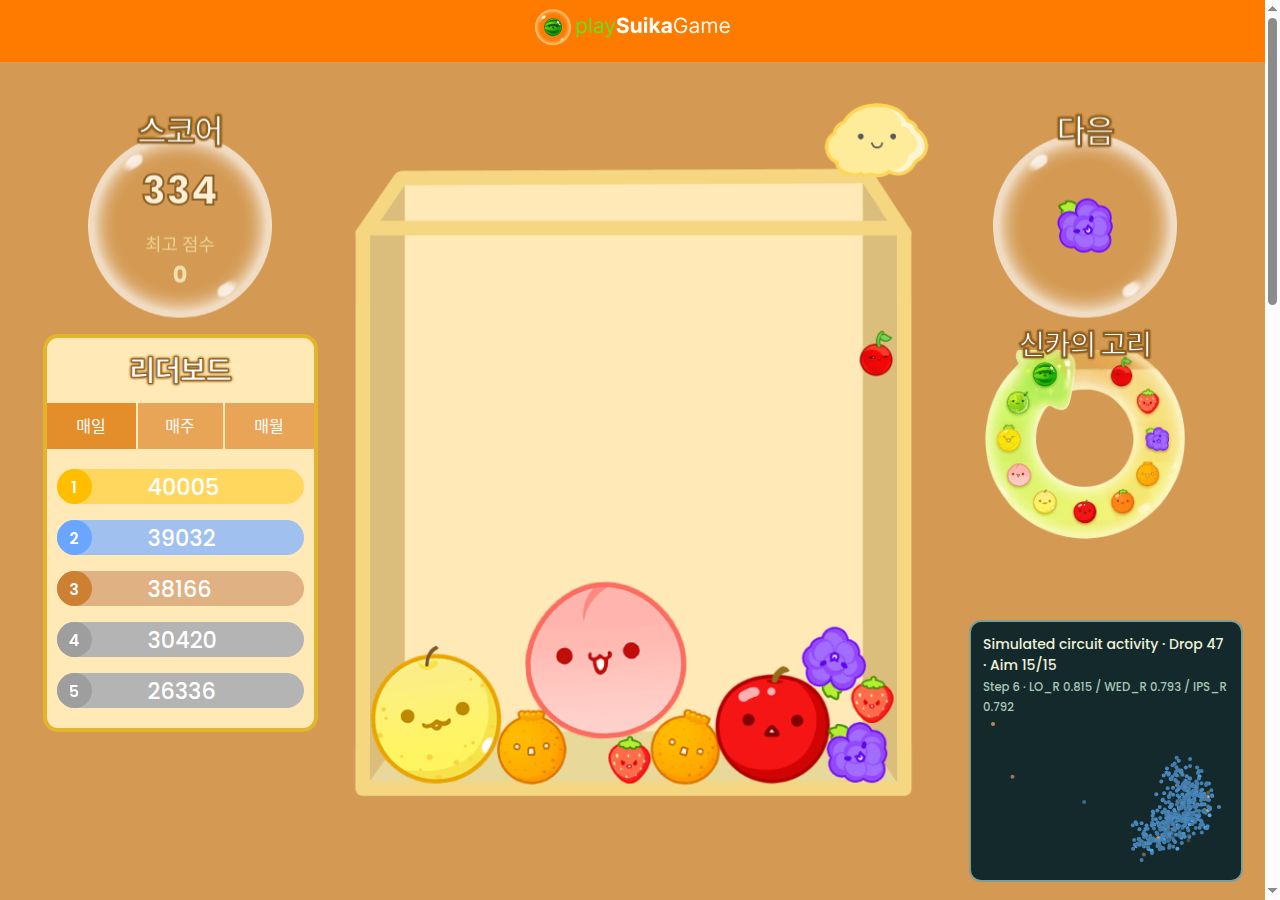 playSuikaGame
스코어
334
최고 점수
0
리더보드
매일 매주 매월
1 40005
2 39032
3 38166
4 30420
5 26336
다음
신카의 고리
Simulated circuit activity · Drop 47
· Aim 15/15
Step 6 · LO_R 0.815 / WED_R 0.793 / IPS_R
0.792